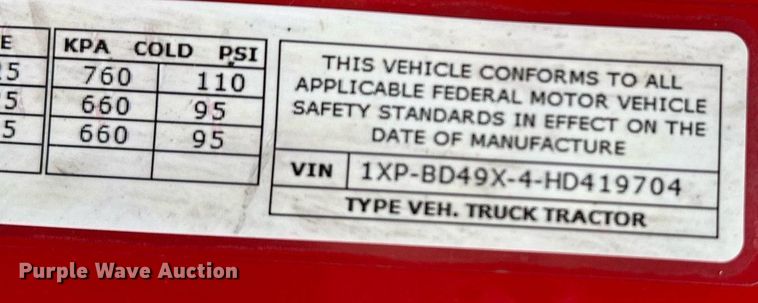 E
KPA COLD PSI
25 760 110
25 660 95
5 660 95
THIS VEHICLE CONFORMS TO ALL
APPLICABLE FEDERAL MOTOR VEHICLE
SAFETY STANDARDS IN EFFECT ON THE
DATE OF MANUFACTURE
VIN 1XP-BD49X-4-HD419704
TYPE VEH. TRUCK TRACTOR
Purple Wave Auction